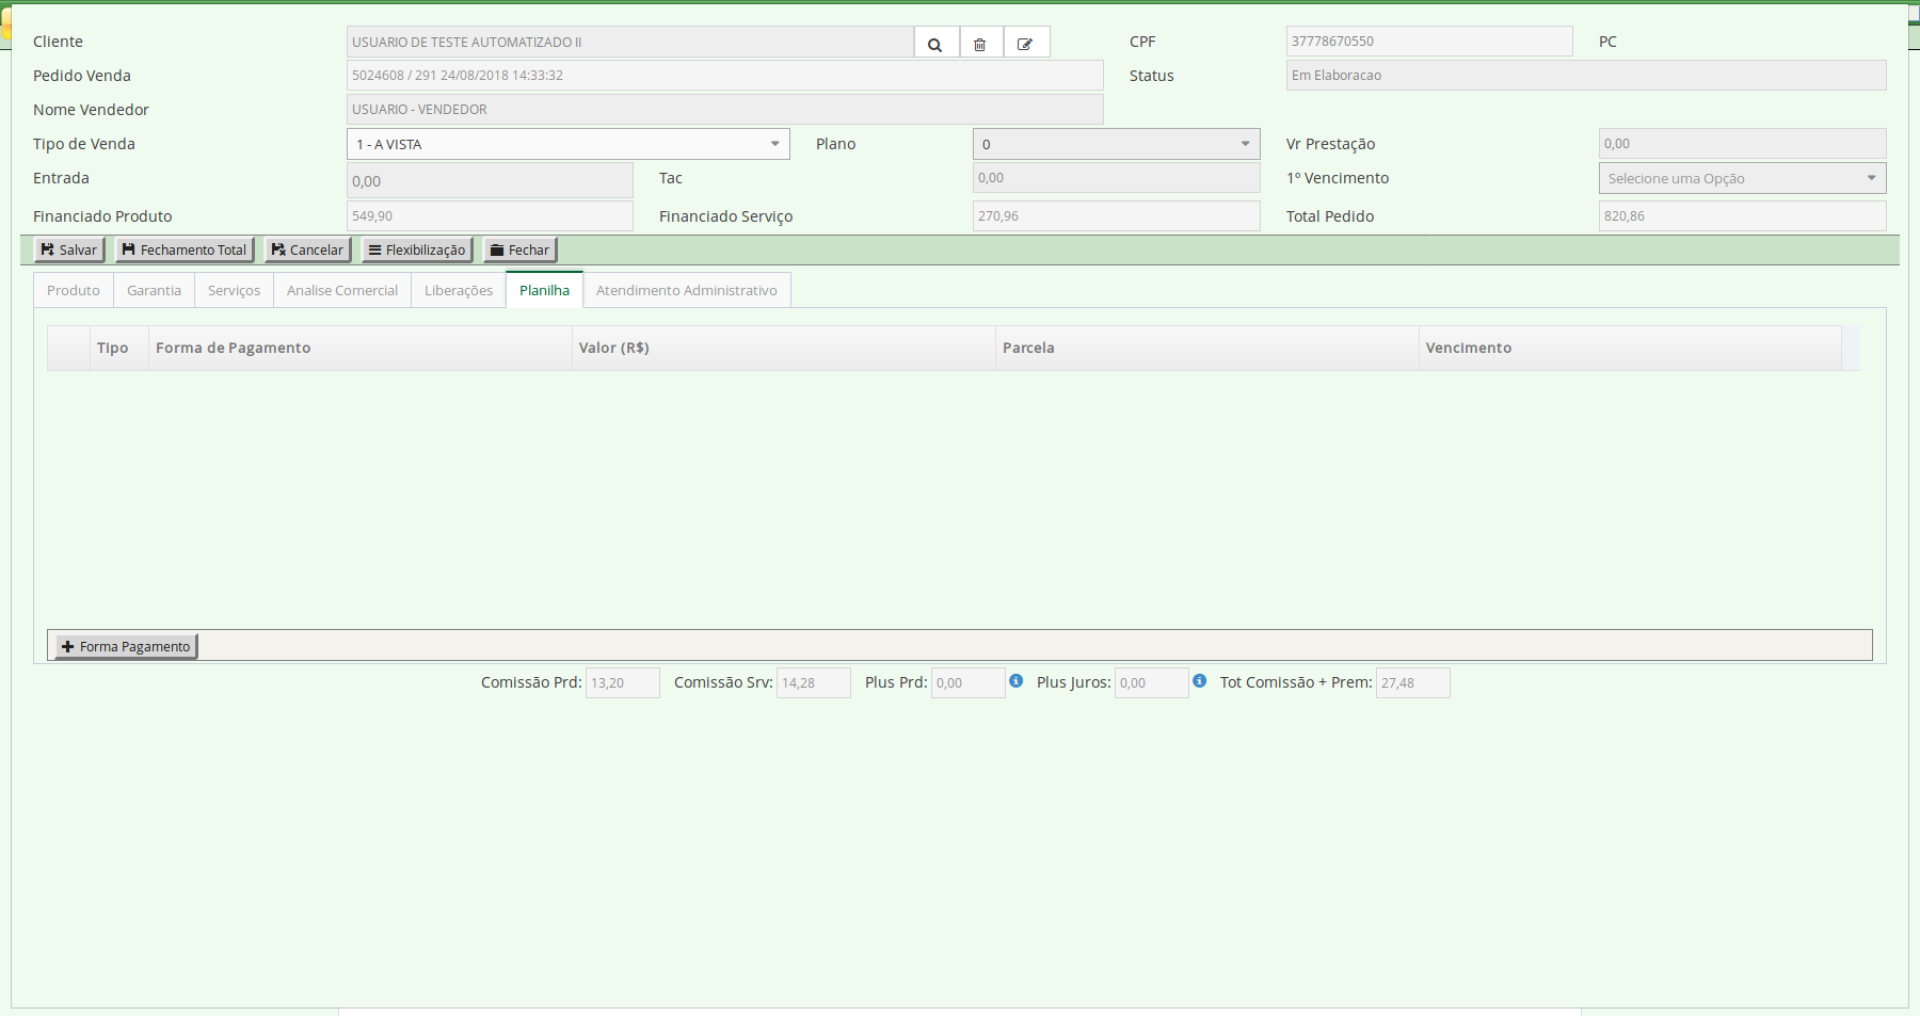 Cliente USUARIO DE TESTE AUTOMATIZADO II CPF 37778670550 PC
Pedido Venda 5024608 / 291 24/08/2018 14:33:32 Status Em Elaboracao
Nome Vendedor USUARIO - VENDEDOR
Tipo de Venda 1 - A VISTA Plano 0 Vr Prestação 0,00
Entrada 0,00 Tac 0,00 1º Vencimento Selecione uma Opção
Financiado Produto 549,90 Financiado Serviço 270,96 Total Pedido 820,86
Salvar Fechamento Total Cancelar Flexibilização Fechar
Produto Garantia Serviços Analise Comercial Liberações Planilha Atendimento Administrativo
Tipo Forma de Pagamento Valor (R$) Parcela Vencimento
Forma Pagamento
Comissão Prd: 13,20 Comissão Srv: 14,28 Plus Prd: 0,00 Plus Juros: 0,00 Tot Comissão + Prem: 27,48